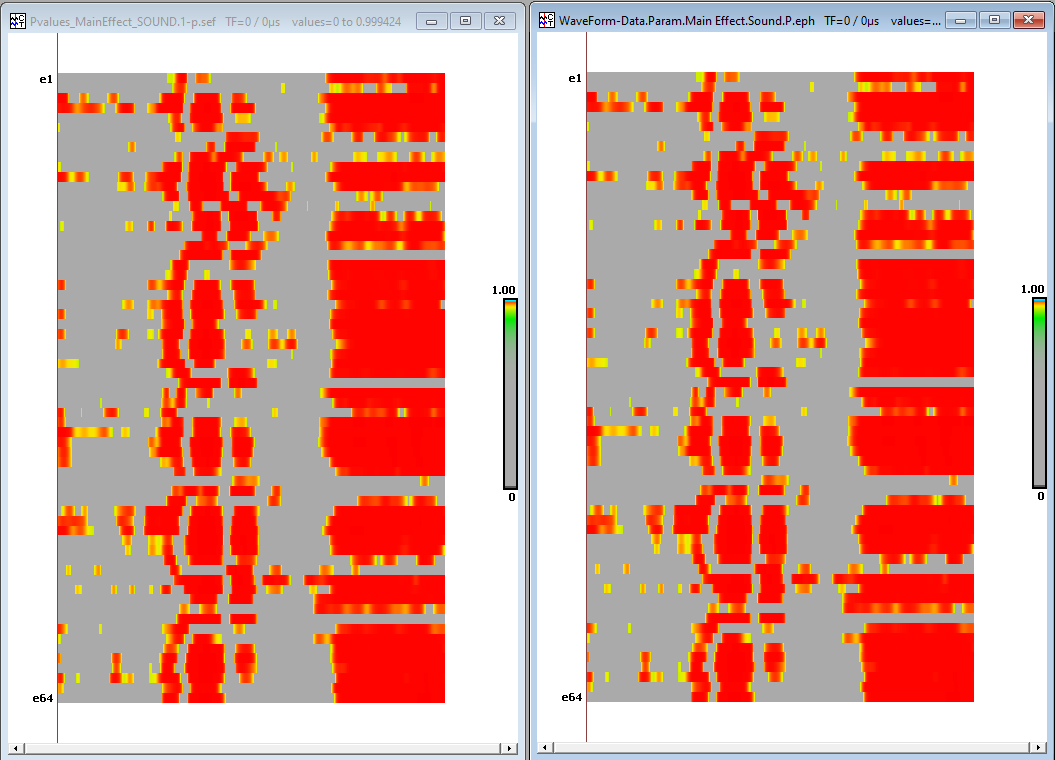 Pvalues_MainEffect_SOUND.1-p.sef TF=0 / 0µs values=0 to 0.999424
e1
1.00
0
e64
WaveForm-Data.Param.Main Effect.Sound.P.eph TF=0 / 0µs values=...
e1
1.00
0
e64